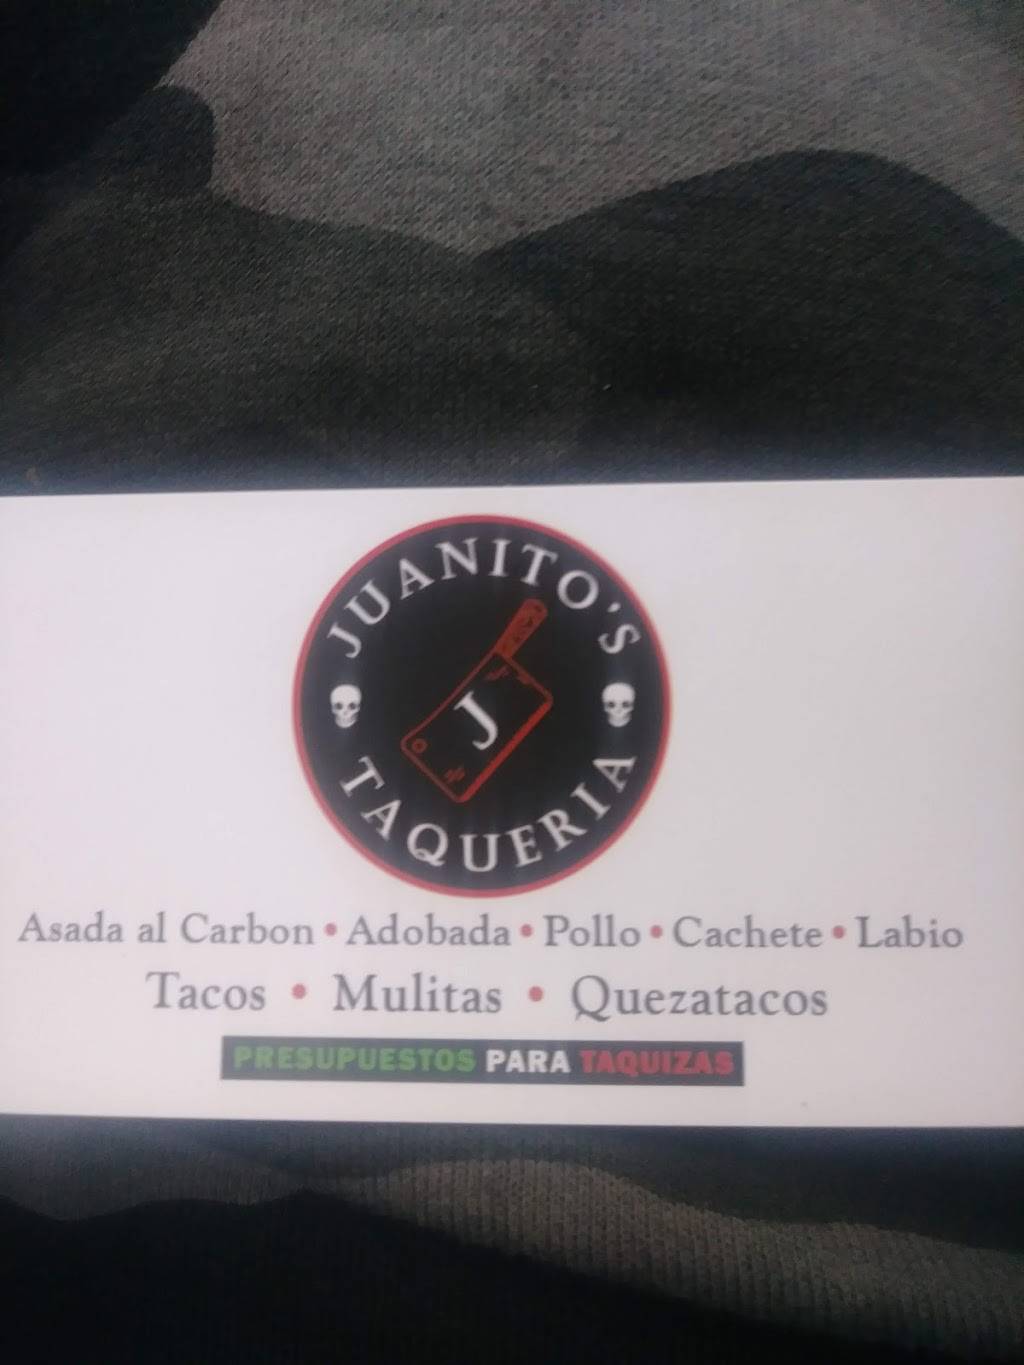 JUANITO'S
J
TAQUERIA
Asada al Carbon • Adobada • Pollo • Cachete • Labio
Tacos • Mulitas • Quezatacos
PRESUPUESTOS PARA TAQUIZAS